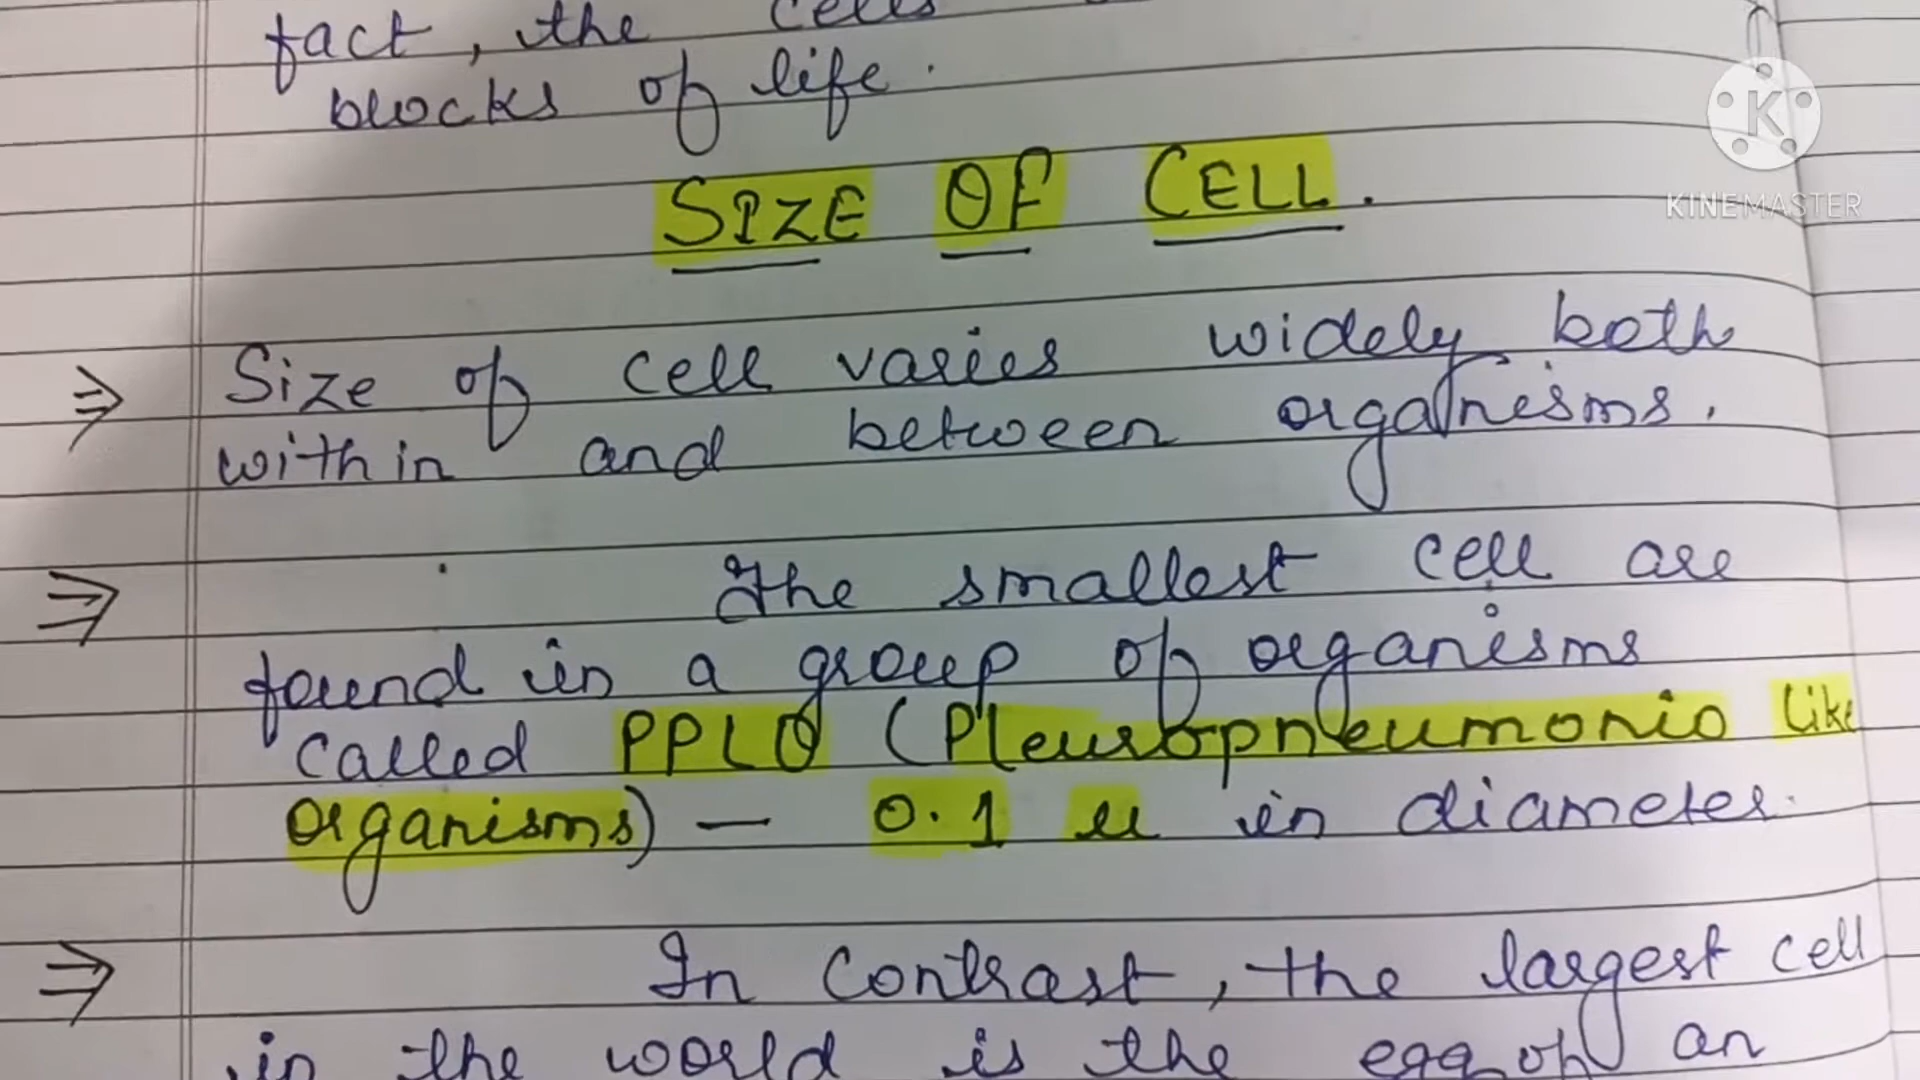 fact, the cells
blocks of life.
SIZE OF CELL.
⇒ Size of cell varies widely both
within and between organisms.
⇒ The smallest cell are
found in a group of organisms
called PPLO (Pleuropneumonia like
organisms) — 0.1 u in diameter.
⇒ In contrast, the largest cell
in the world is the egg of an
K
KINEMASTER